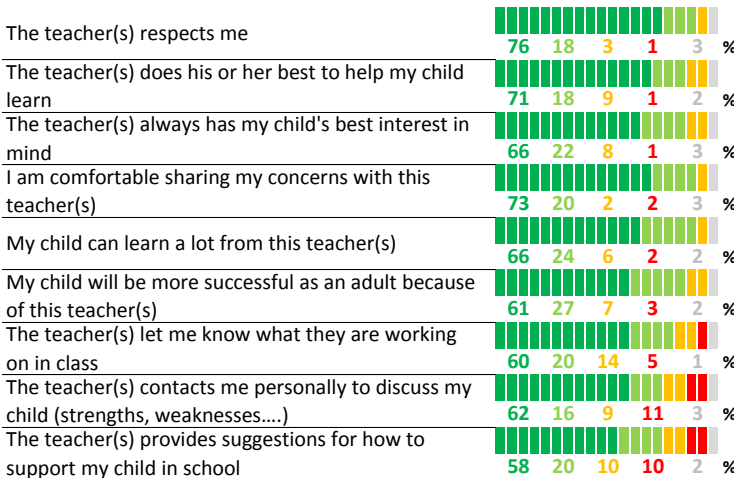 The teacher(s) respects me
76 18 3 1 3 %
The teacher(s) does his or her best to help my child
learn
71 18 9 1 2 %
The teacher(s) always has my child's best interest in
mind
66 22 8 1 3 %
I am comfortable sharing my concerns with this
teacher(s)
73 20 2 2 3 %
My child can learn a lot from this teacher(s)
66 24 6 2 2 %
My child will be more successful as an adult because
of this teacher(s)
61 27 7 3 2 %
The teacher(s) let me know what they are working
on in class
60 20 14 5 1 %
The teacher(s) contacts me personally to discuss my
child (strengths, weaknesses....)
62 16 9 11 3 %
The teacher(s) provides suggestions for how to
support my child in school
58 20 10 10 2 %